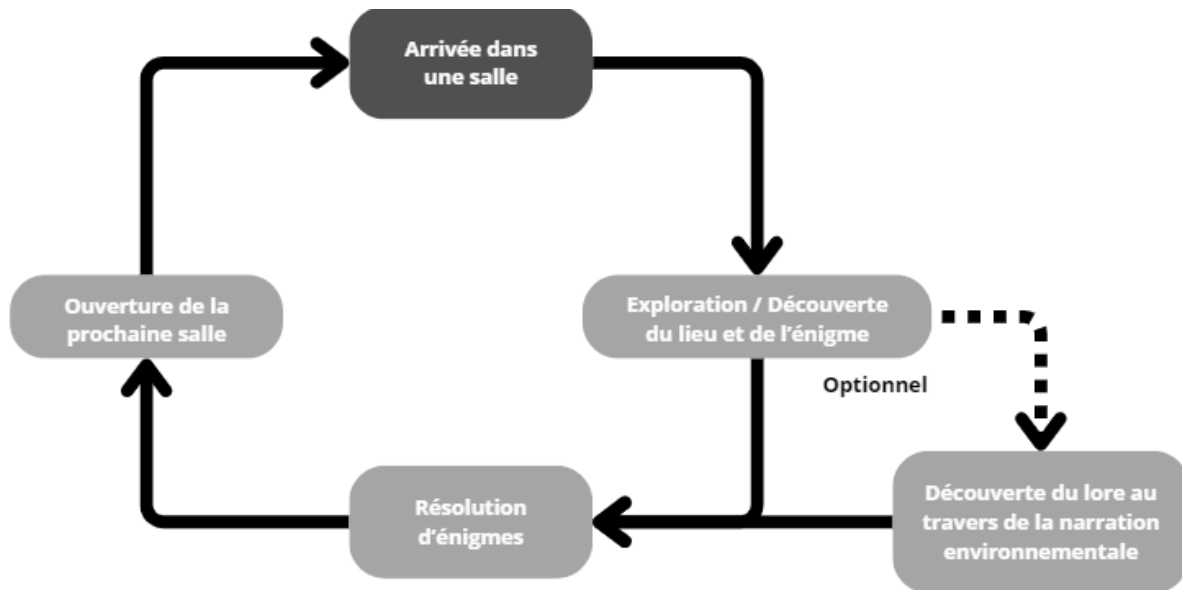 Arrivée dans
une salle
Ouverture de la
prochaine salle
Exploration / Découverte
du lieu et de l'énigme
Optionnel
Résolution
d'énigmes
Découverte du lore au
travers de la narration
environnementale